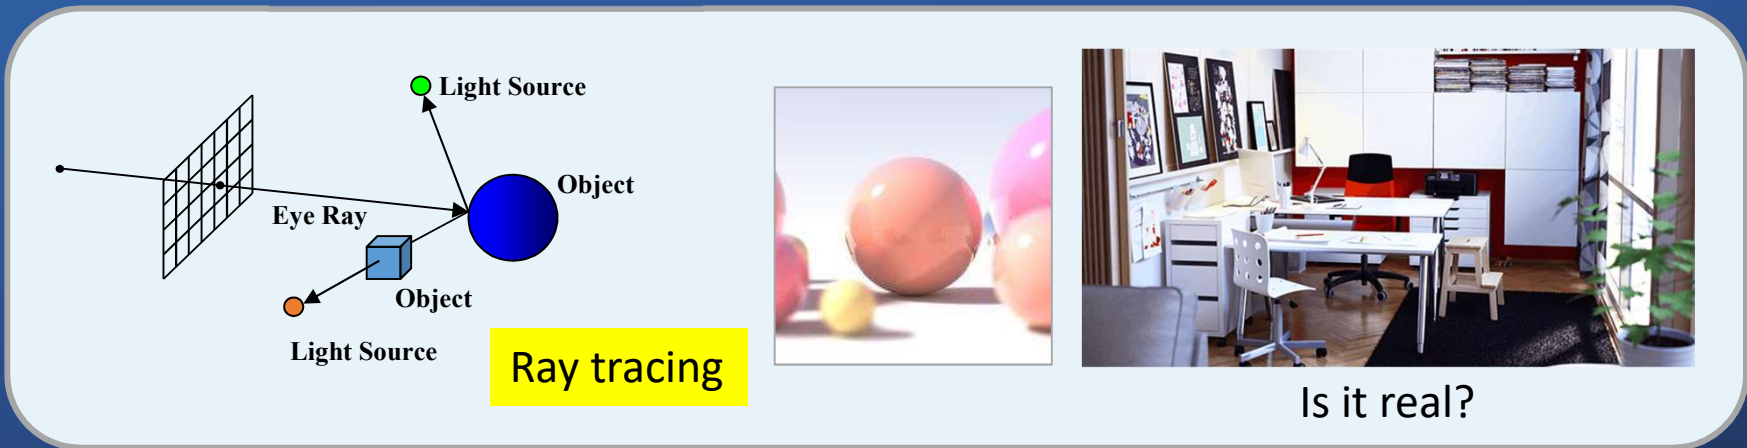 Light Source
Object
Eye Ray
Object
Light Source
Ray tracing
Is it real?